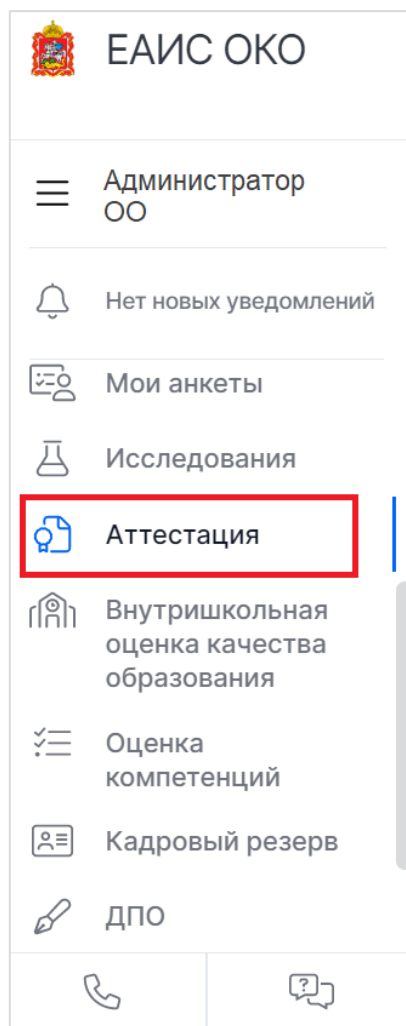 ЕАИС ОКО
Администратор
ОО
Нет новых уведомлений
Мои анкеты
Исследования
Аттестация
Внутришкольная
оценка качества
образования
Оценка
компетенций
Кадровый резерв
ДПО